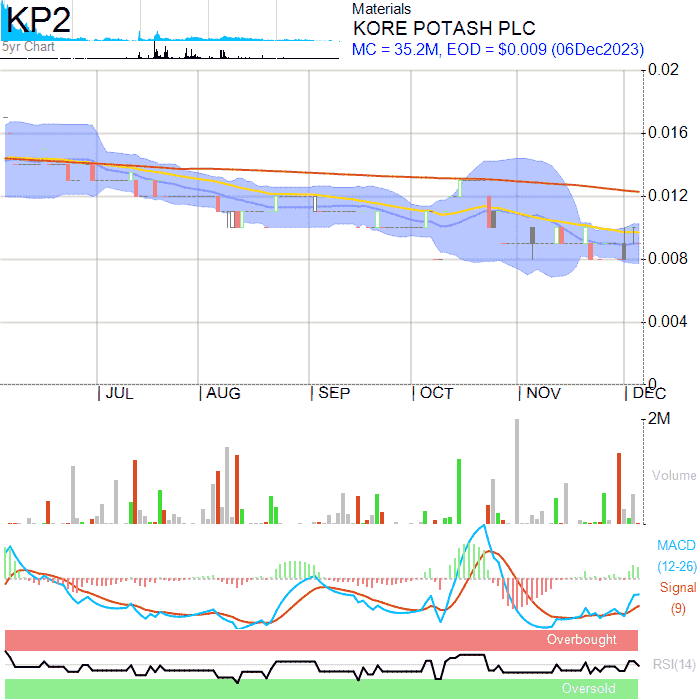 KP2
5yr Chart
Materials
KORE POTASH PLC
MC = 35.2M, EOD = $0.009 (06Dec2023)
0.02
0.016
0.012
0.008
0.004
0
JUL AUG SEP OCT NOV DEC
2M
Volume
MACD
(12-26)
Signal
(9)
Overbought
RSI(14)
Oversold